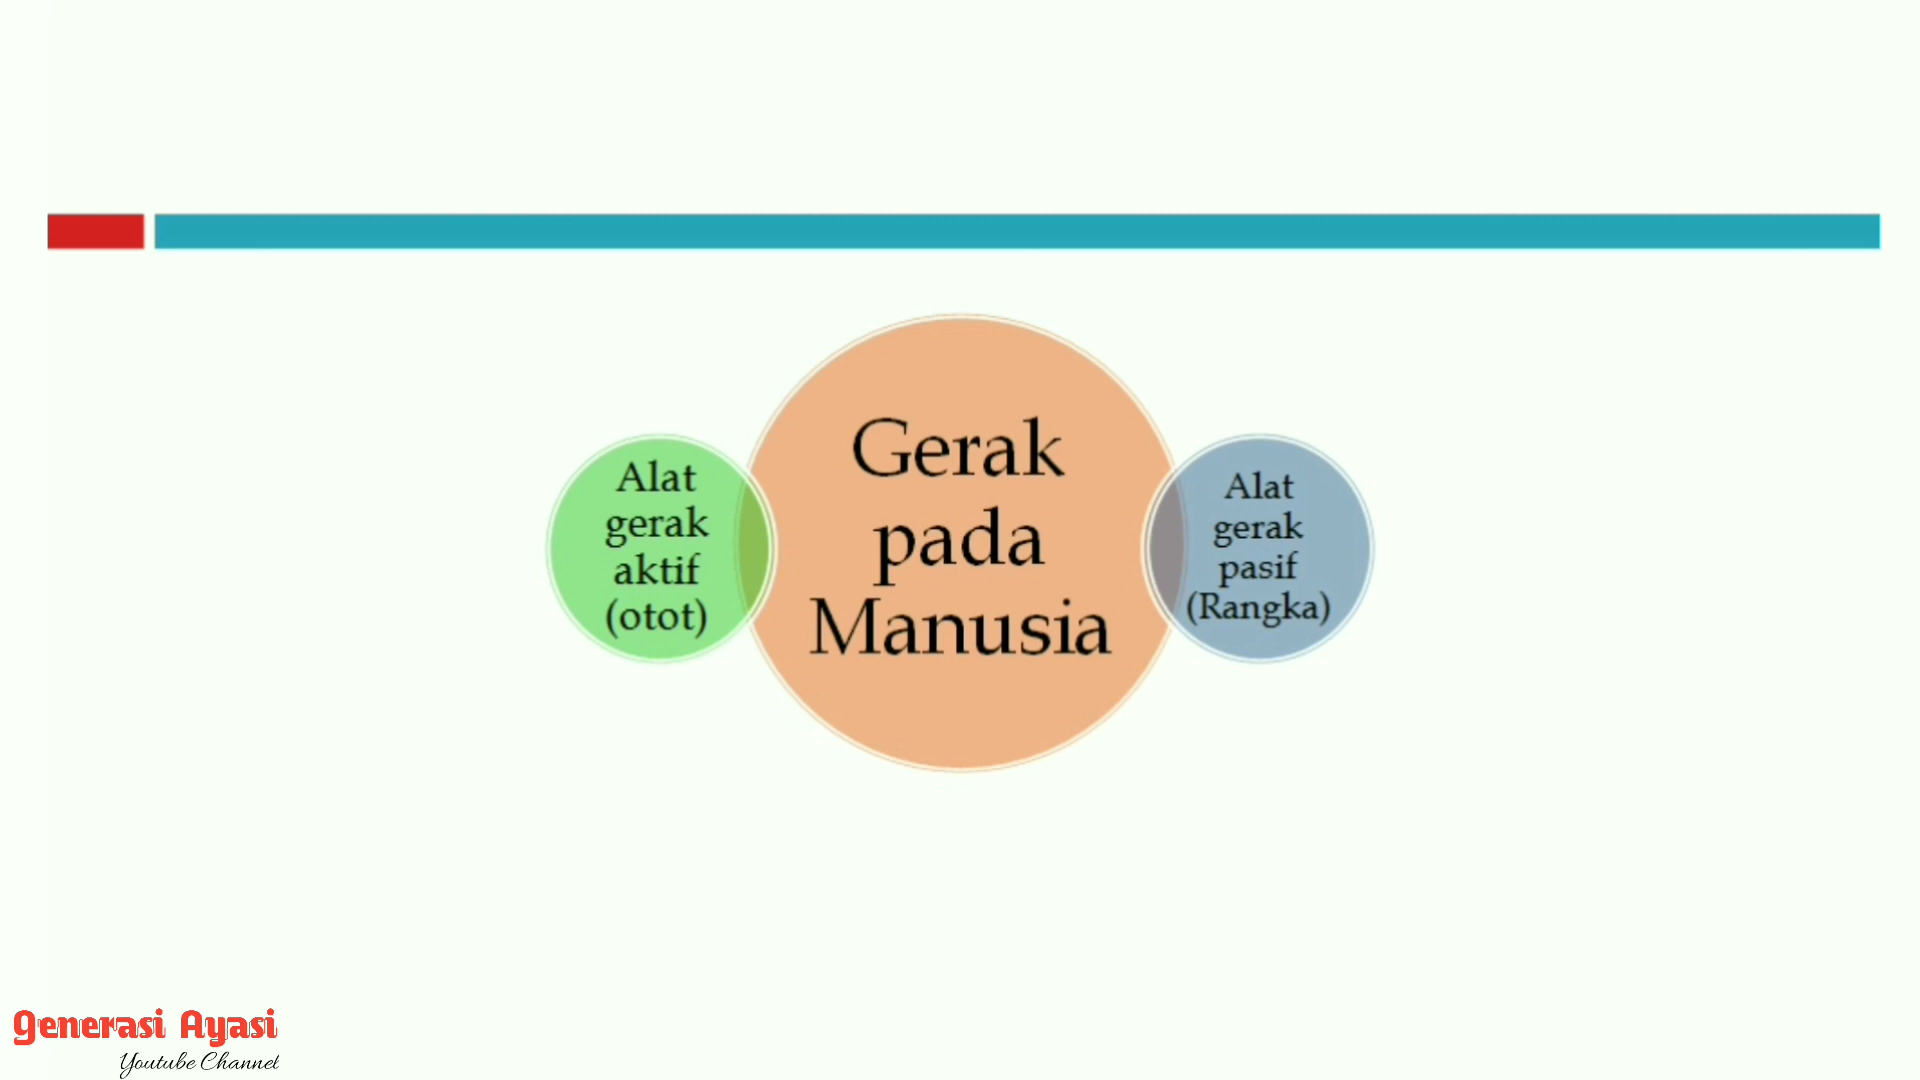 Alat
gerak
aktif
(otot)
Gerak
pada
Manusia
Alat
gerak
pasif
(Rangka)
generasi Ayasi
Youtube Channel